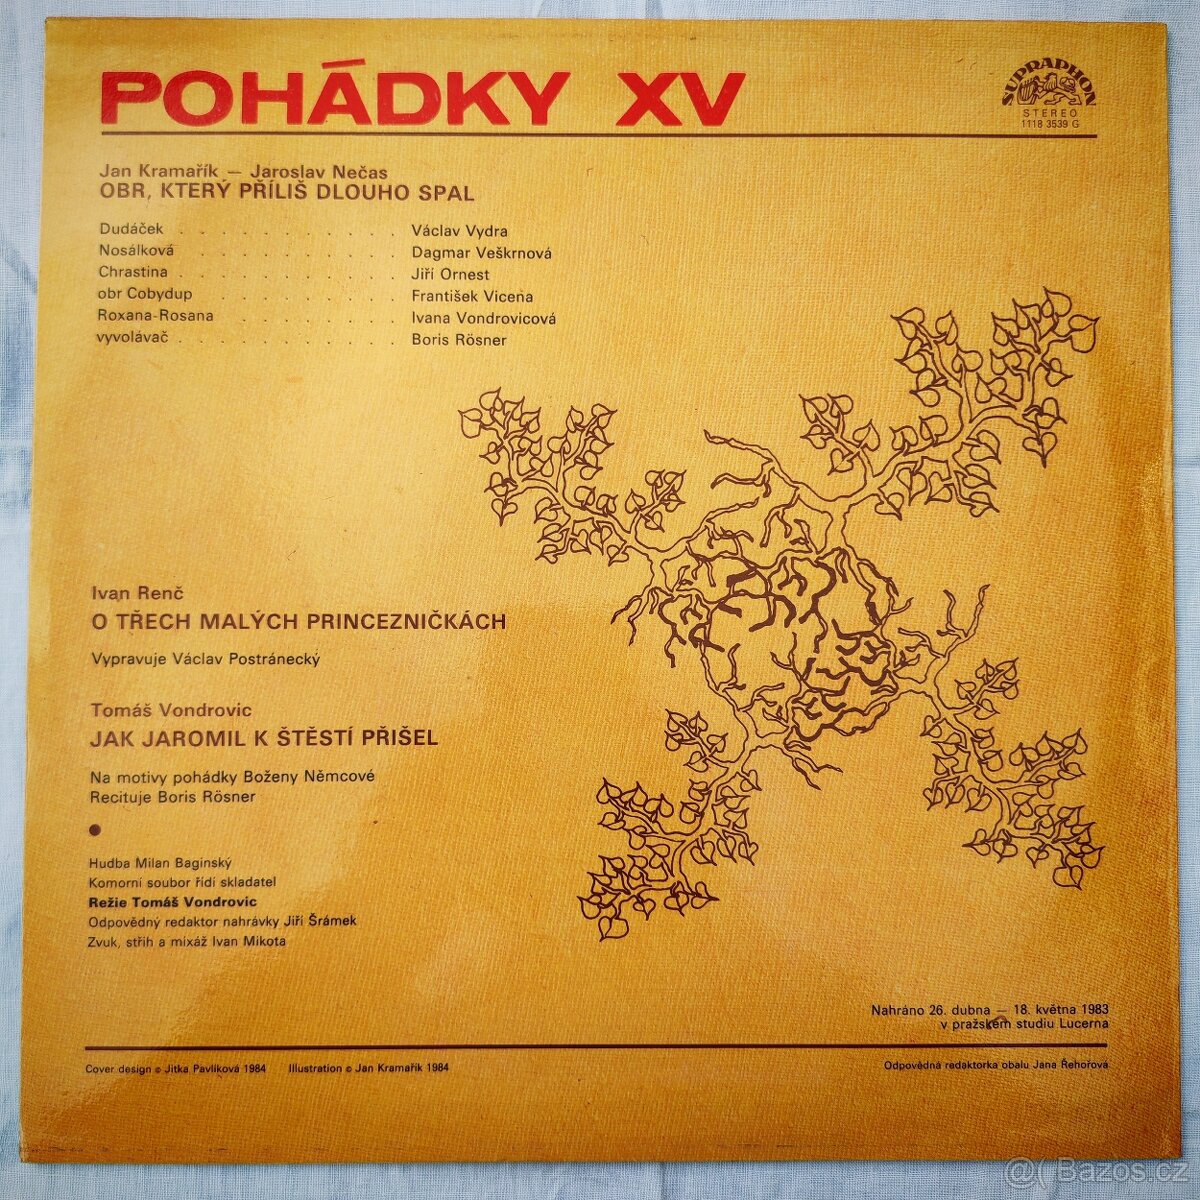 POHÁDKY XV
SUPRAPHON
STEREO
1118 3539 G
Jan Kramařík — Jaroslav Nečas
OBR, KTERÝ PŘÍLIŠ DLOUHO SPAL
Dudáček . . . . . . . . . . . Václav Vydra
Nosálková . . . . . . . . . . Dagmar Veškrnová
Chrastina . . . . . . . . . . . Jiří Ornest
obr Cobydup . . . . . . . . . František Vicena
Roxana-Rosana . . . . . . . . Ivana Vondrovicová
vyvolávač . . . . . . . . . . . Boris Rösner
Ivan Renč
O TŘECH MALÝCH PRINCEZNIČKÁCH
Vypravuje Václav Postránecký
Tomáš Vondrovic
JAK JAROMIL K ŠTĚSTÍ PŘIŠEL
Na motivy pohádky Boženy Němcové
Recituje Boris Rösner
Hudba Milan Baginský
Komorní soubor řídí skladatel
Režie Tomáš Vondrovic
Odpovědný redaktor nahrávky Jiří Šrámek
Zvuk, střih a mixáž Ivan Mikota
Nahráno 26. dubna — 18. května 1983
v pražském studiu Lucerna
Cover design © Jitka Pavlíková 1984 Illustration © Jan Kramařík 1984
Odpovědná redaktorka obalu Jana Řehořová
@( Bazos.cz